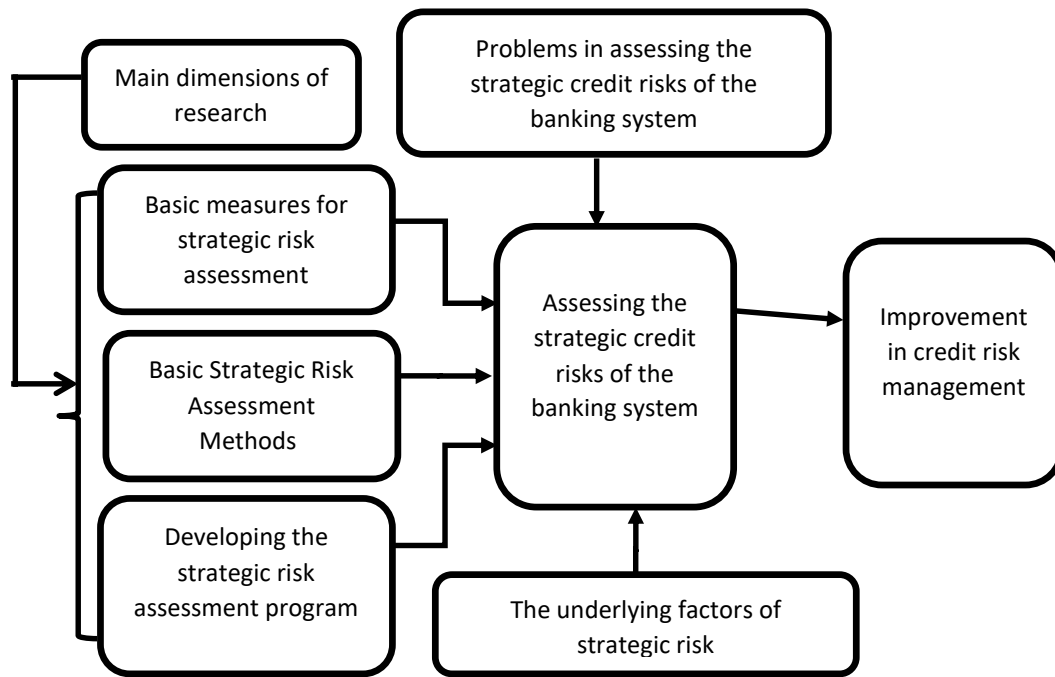 Main dimensions of
research
Problems in assessing the
strategic credit risks of the
banking system
Basic measures for
strategic risk
assessment
Basic Strategic Risk
Assessment
Methods
Developing the
strategic risk
assessment program
Assessing the
strategic credit
risks of the
banking system
The underlying factors of
strategic risk
Improvement
in credit risk
management